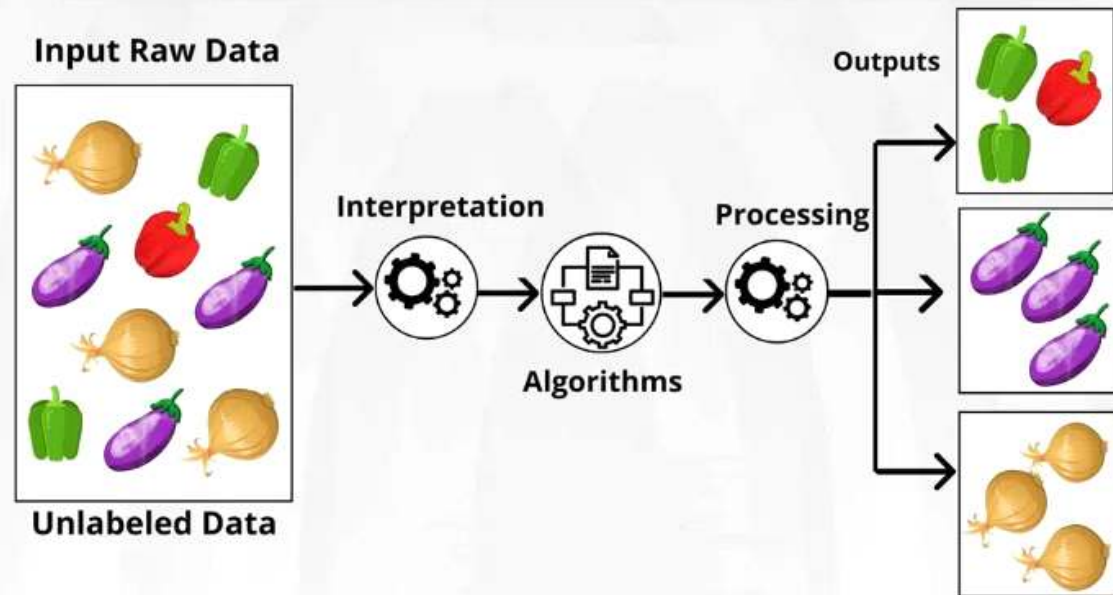 Input Raw Data
Outputs
Interpretation
Processing
Algorithms
Unlabeled Data